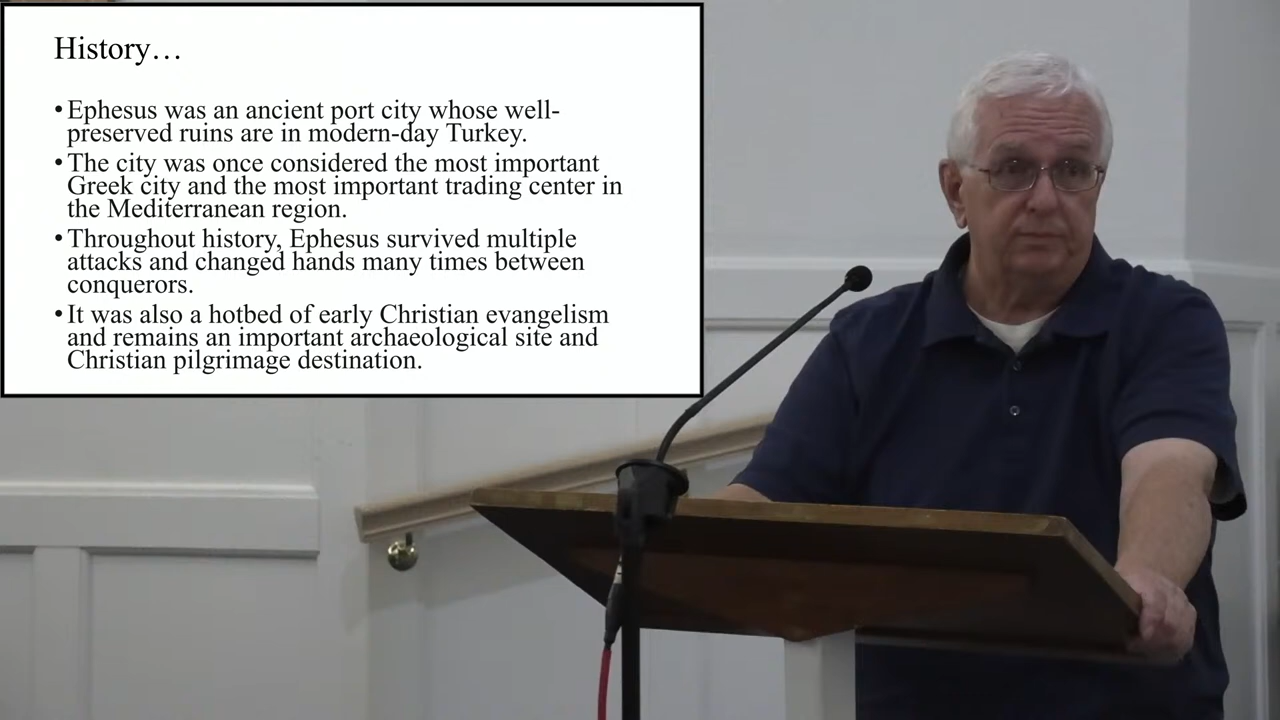 History…
•Ephesus was an ancient port city whose well-
preserved ruins are in modern-day Turkey.
•The city was once considered the most important
Greek city and the most important trading center in
the Mediterranean region.
•Throughout history, Ephesus survived multiple
attacks and changed hands many times between
conquerors.
•It was also a hotbed of early Christian evangelism
and remains an important archaeological site and
Christian pilgrimage destination.